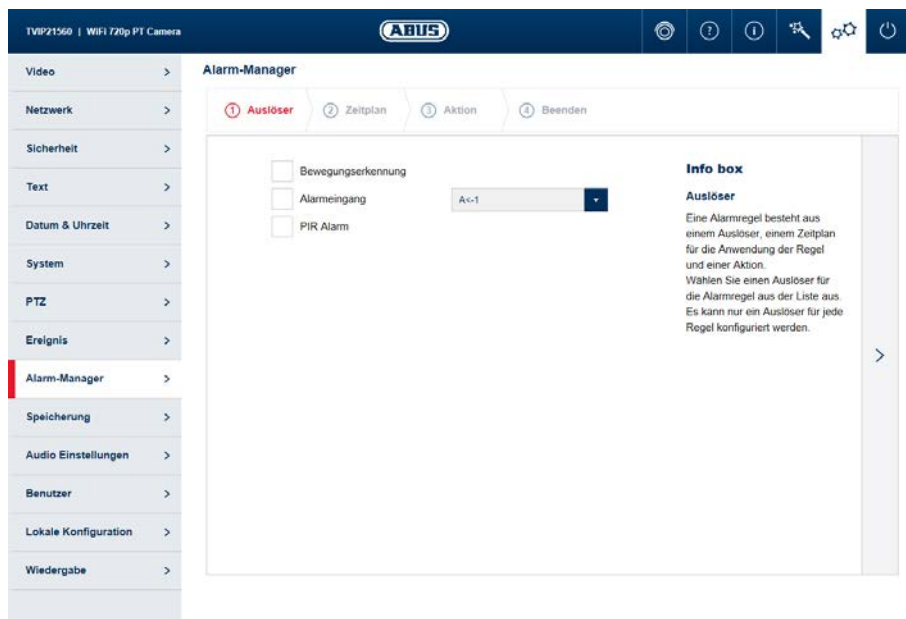 TVIP21560 | WiFi 720p PT Camera
ABUS
Video
Netzwerk
Sicherheit
Text
Datum & Uhrzeit
System
PTZ
Ereignis
Alarm-Manager
Speicherung
Audio Einstellungen
Benutzer
Lokale Konfiguration
Wiedergabe
Alarm-Manager
1 Auslöser
2 Zeitplan
3 Aktion
4 Beenden
Bewegungserkennung
Alarmeingang
A<-1
PIR Alarm
Info box
Auslöser
Eine Alarmregel besteht aus
einem Auslöser, einem Zeitplan
für die Anwendung der Regel
und einer Aktion.
Wählen Sie einen Auslöser für
die Alarmregel aus der Liste aus.
Es kann nur ein Auslöser für jede
Regel konfiguriert werden.